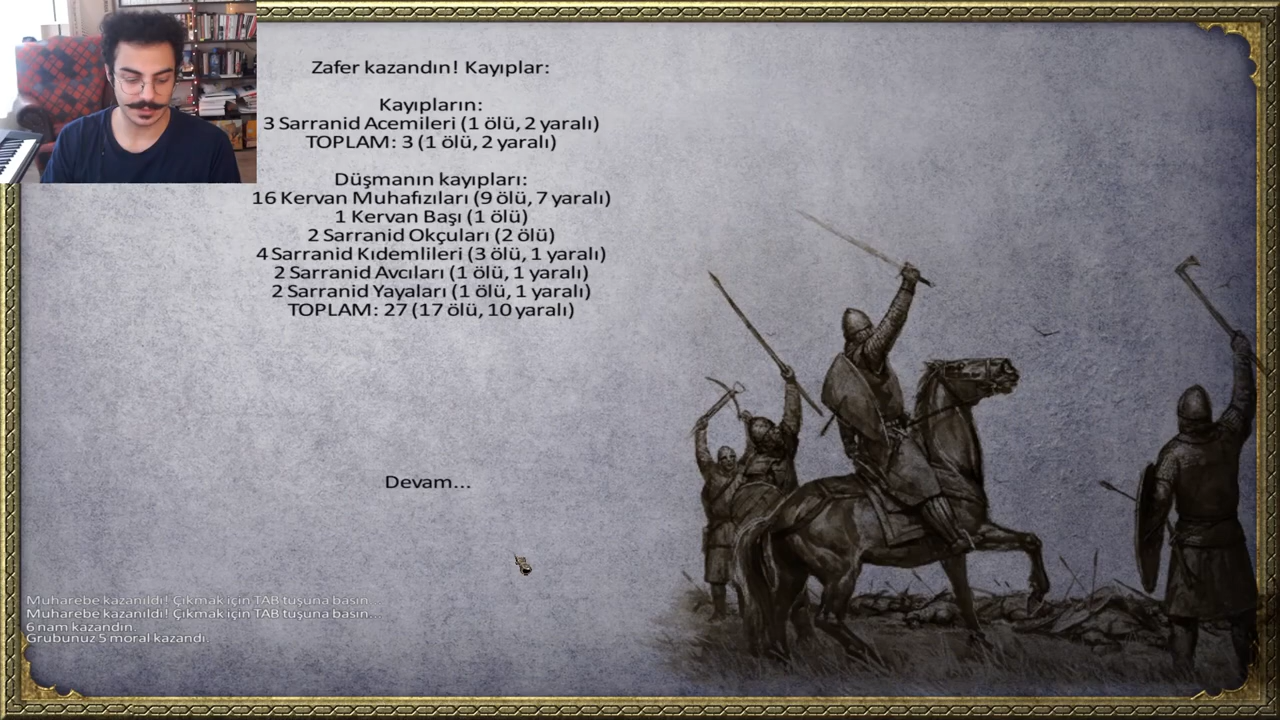 Zafer kazandın! Kayıplar:
Kayıpların:
3 Sarranid Acemileri (1 ölü, 2 yaralı)
TOPLAM: 3 (1 ölü, 2 yaralı)
Düşmanın kayıpları:
16 Kervan Muhafızıları (9 ölü, 7 yaralı)
1 Kervan Başı (1 ölü)
2 Sarranid Okçuları (2 ölü)
4 Sarranid Kıdemlileri (3 ölü, 1 yaralı)
2 Sarranid Avcıları (1 ölü, 1 yaralı)
2 Sarranid Yayaları (1 ölü, 1 yaralı)
TOPLAM: 27 (17 ölü, 10 yaralı)
Devam...
Muharebe kazanıldı! Çıkmak için TAB tuşuna basın...
Muharebe kazanıldı! Çıkmak için TAB tuşuna basın...
6 nam kazandın.
Grubunuz 5 moral kazandı.